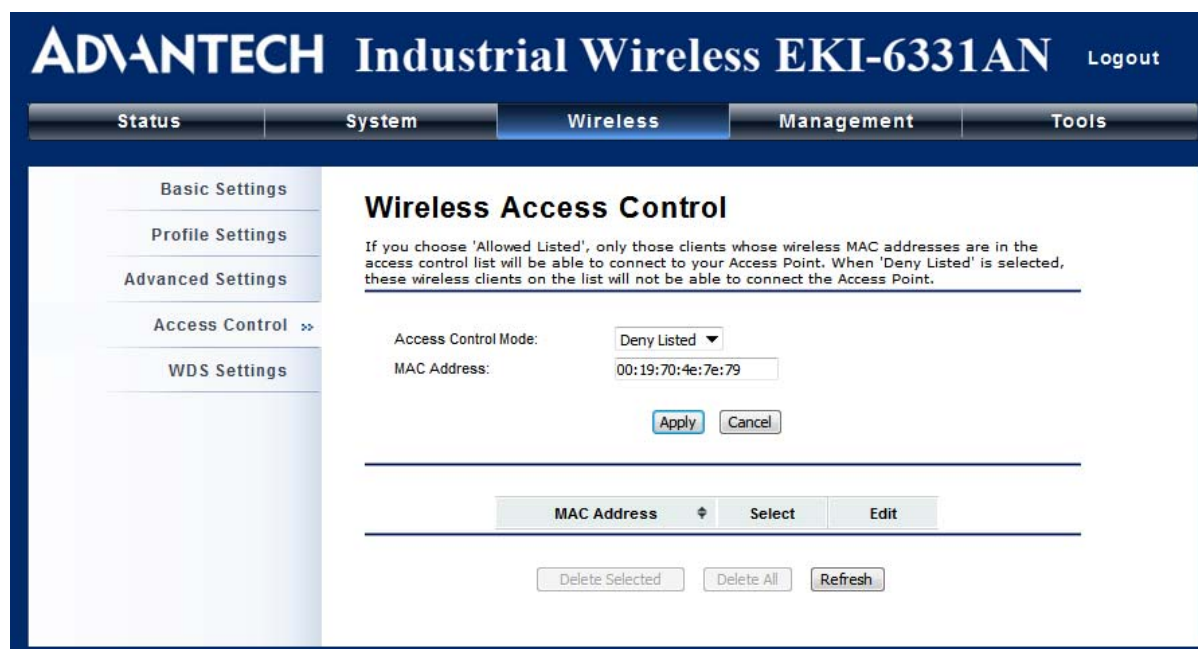 ADVANTECH Industrial Wireless EKI-6331AN Logout
Status System Wireless Management Tools
Basic Settings
Profile Settings
Advanced Settings
Access Control »
WDS Settings
Wireless Access Control
If you choose 'Allowed Listed', only those clients whose wireless MAC addresses are in the
access control list will be able to connect to your Access Point. When 'Deny Listed' is selected,
these wireless clients on the list will not be able to connect the Access Point.
Access Control Mode: Deny Listed
MAC Address: 00:19:70:4e:7e:79
Apply Cancel
MAC Address Select Edit
Delete Selected Delete All Refresh